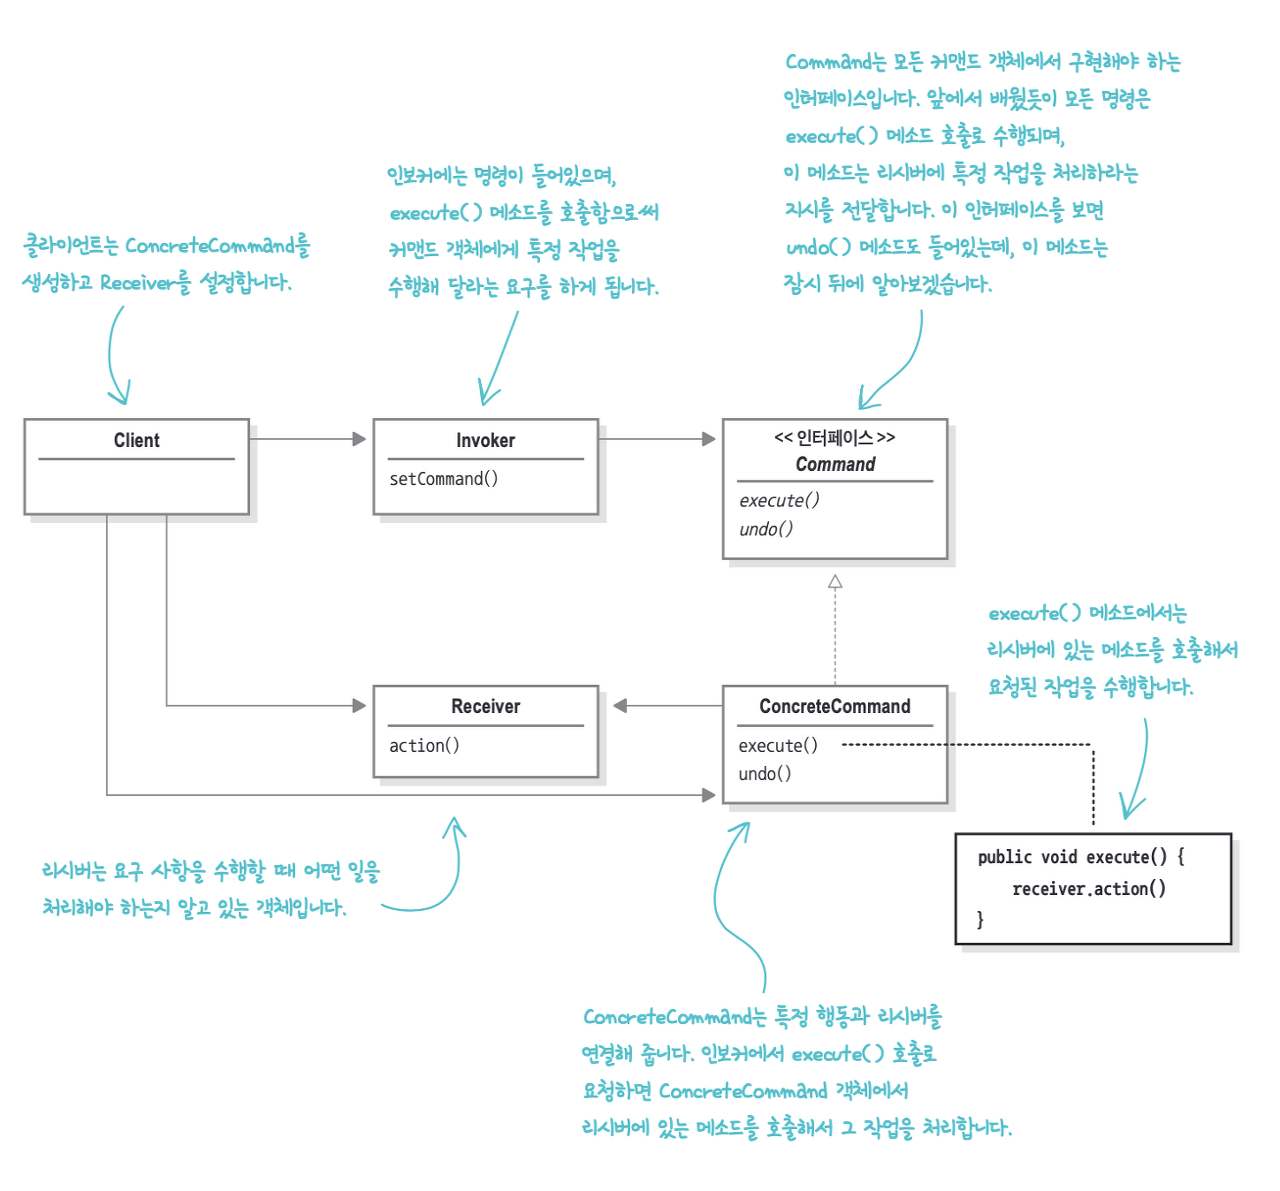 Command는 모든 커맨드 객체에서 구현해야 하는
인터페이스입니다. 앞에서 배웠듯이 모든 명령은
execute() 메소드 호출로 수행되며,
이 메소드는 리시버에 특정 작업을 처리하라는
지시를 전달합니다. 이 인터페이스를 보면
undo() 메소드도 들어있는데, 이 메소드는
잠시 뒤에 알아보겠습니다.
인보커에는 명령이 들어있으며,
execute() 메소드를 호출함으로써
커맨드 객체에게 특정 작업을
수행해 달라는 요구를 하게 됩니다.
클라이언트는 ConcreteCommand를
생성하고 Receiver를 설정합니다.
Client
Invoker
setCommand()
<< 인터페이스 >>
Command
execute()
undo()
execute() 메소드에서는
리시버에 있는 메소드를 호출해서
요청된 작업을 수행합니다.
Receiver
action()
ConcreteCommand
execute()
undo()
public void execute() {
receiver.action()
}
리시버는 요구 사항을 수행할 때 어떤 일을
처리해야 하는지 알고 있는 객체입니다.
ConcreteCommand는 특정 행동과 리시버를
연결해 줍니다. 인보커에서 execute() 호출로
요청하면 ConcreteCommand 객체에서
리시버에 있는 메소드를 호출해서 그 작업을 처리합니다.